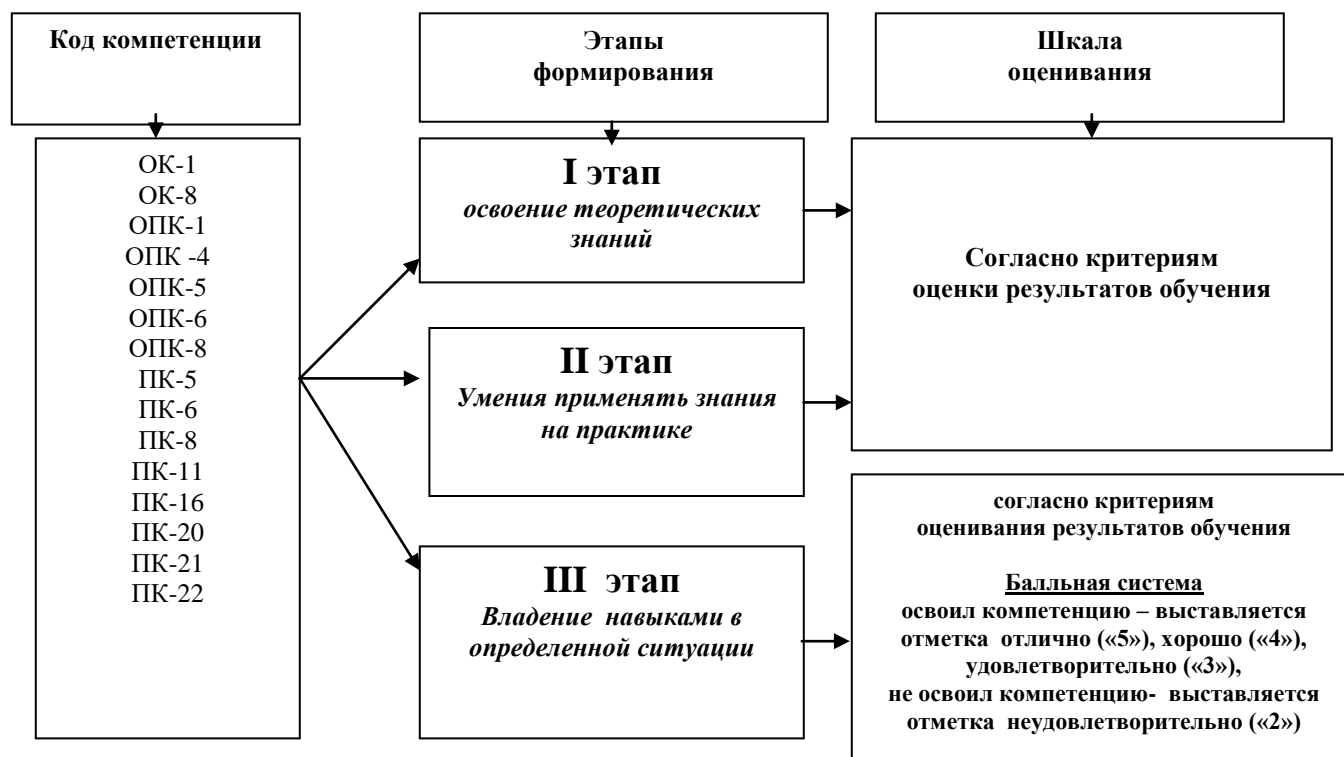 Код компетенции
Этапы
формирования
Шкала
оценивания
ОК-1
ОК-8
ОПК-1
ОПК -4
ОПК-5
ОПК-6
ОПК-8
ПК-5
ПК-6
ПК-8
ПК-11
ПК-16
ПК-20
ПК-21
ПК-22
I этап
освоение теоретических
знаний
II этап
Умения применять знания
на практике
III этап
Владение навыками в
определенной ситуации
Согласно критериям
оценки результатов обучения
согласно критериям
оценивания результатов обучения
Балльная система
освоил компетенцию – выставляется
отметка отлично («5»), хорошо («4»),
удовлетворительно («3»),
не освоил компетенцию- выставляется
отметка неудовлетворительно («2»)